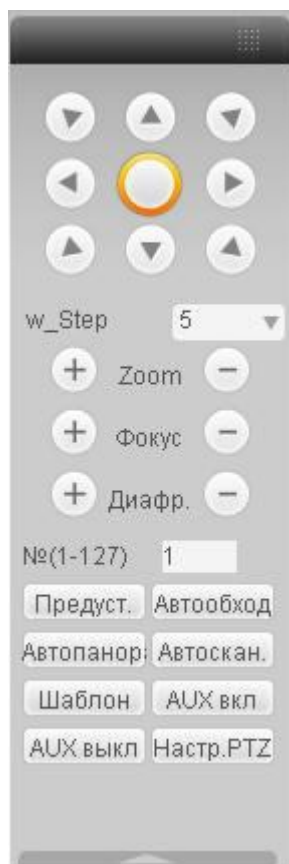 w_Step 5
+ Zoom −
+ Фокус −
+ Диафр. −
№(1-127) 1
Предуст. Автообход
Автопанор Автоскан.
Шаблон AUX вкл
AUX выкл Настр.PTZ